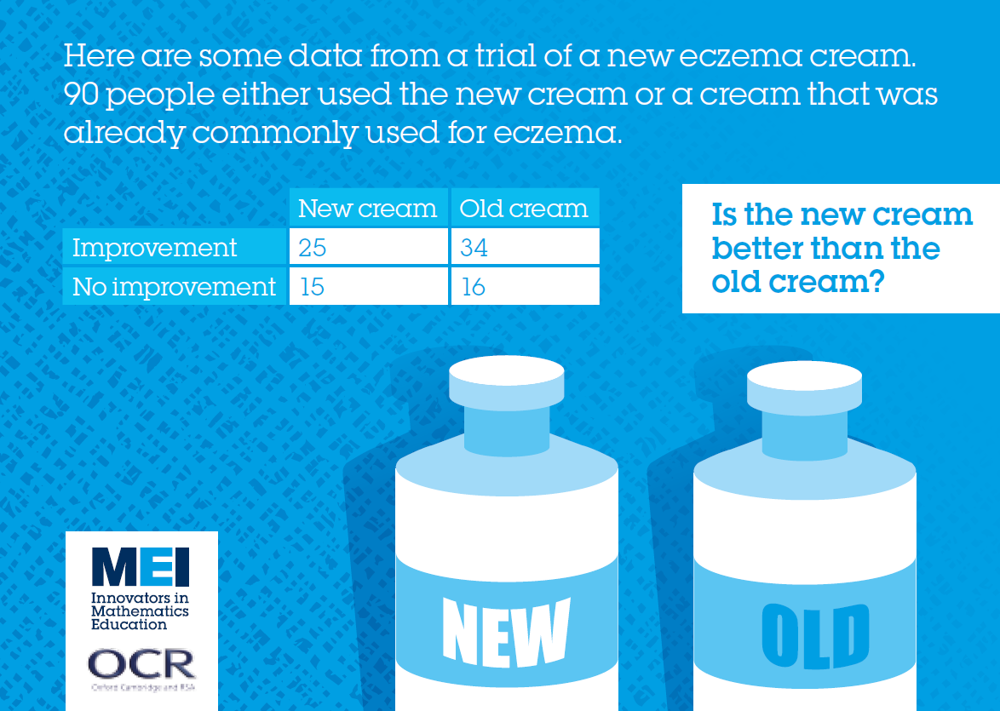 Here are some data from a trial of a new eczema cream.
90 people either used the new cream or a cream that was
already commonly used for eczema.
New cream Old cream
Improvement 25 34
No improvement 15 16
Is the new cream
better than the
old cream?
NEW
OLD
MEI
Innovators in
Mathematics
Education
OCR
Oxford Cambridge and RSA